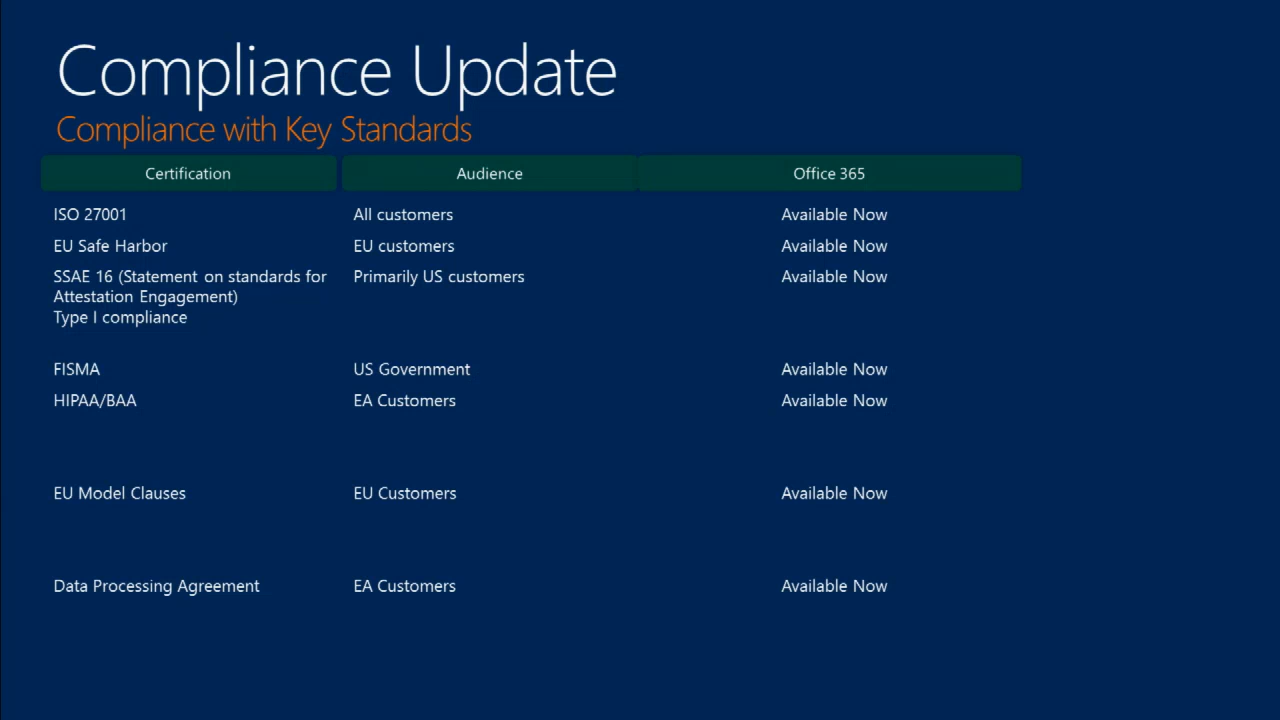 Compliance Update
Compliance with Key Standards
Certification Audience Office 365
ISO 27001 All customers Available Now
EU Safe Harbor EU customers Available Now
SSAE 16 (Statement on standards for Primarily US customers Available Now
Attestation Engagement)
Type I compliance
FISMA US Government Available Now
HIPAA/BAA EA Customers Available Now
EU Model Clauses EU Customers Available Now
Data Processing Agreement EA Customers Available Now